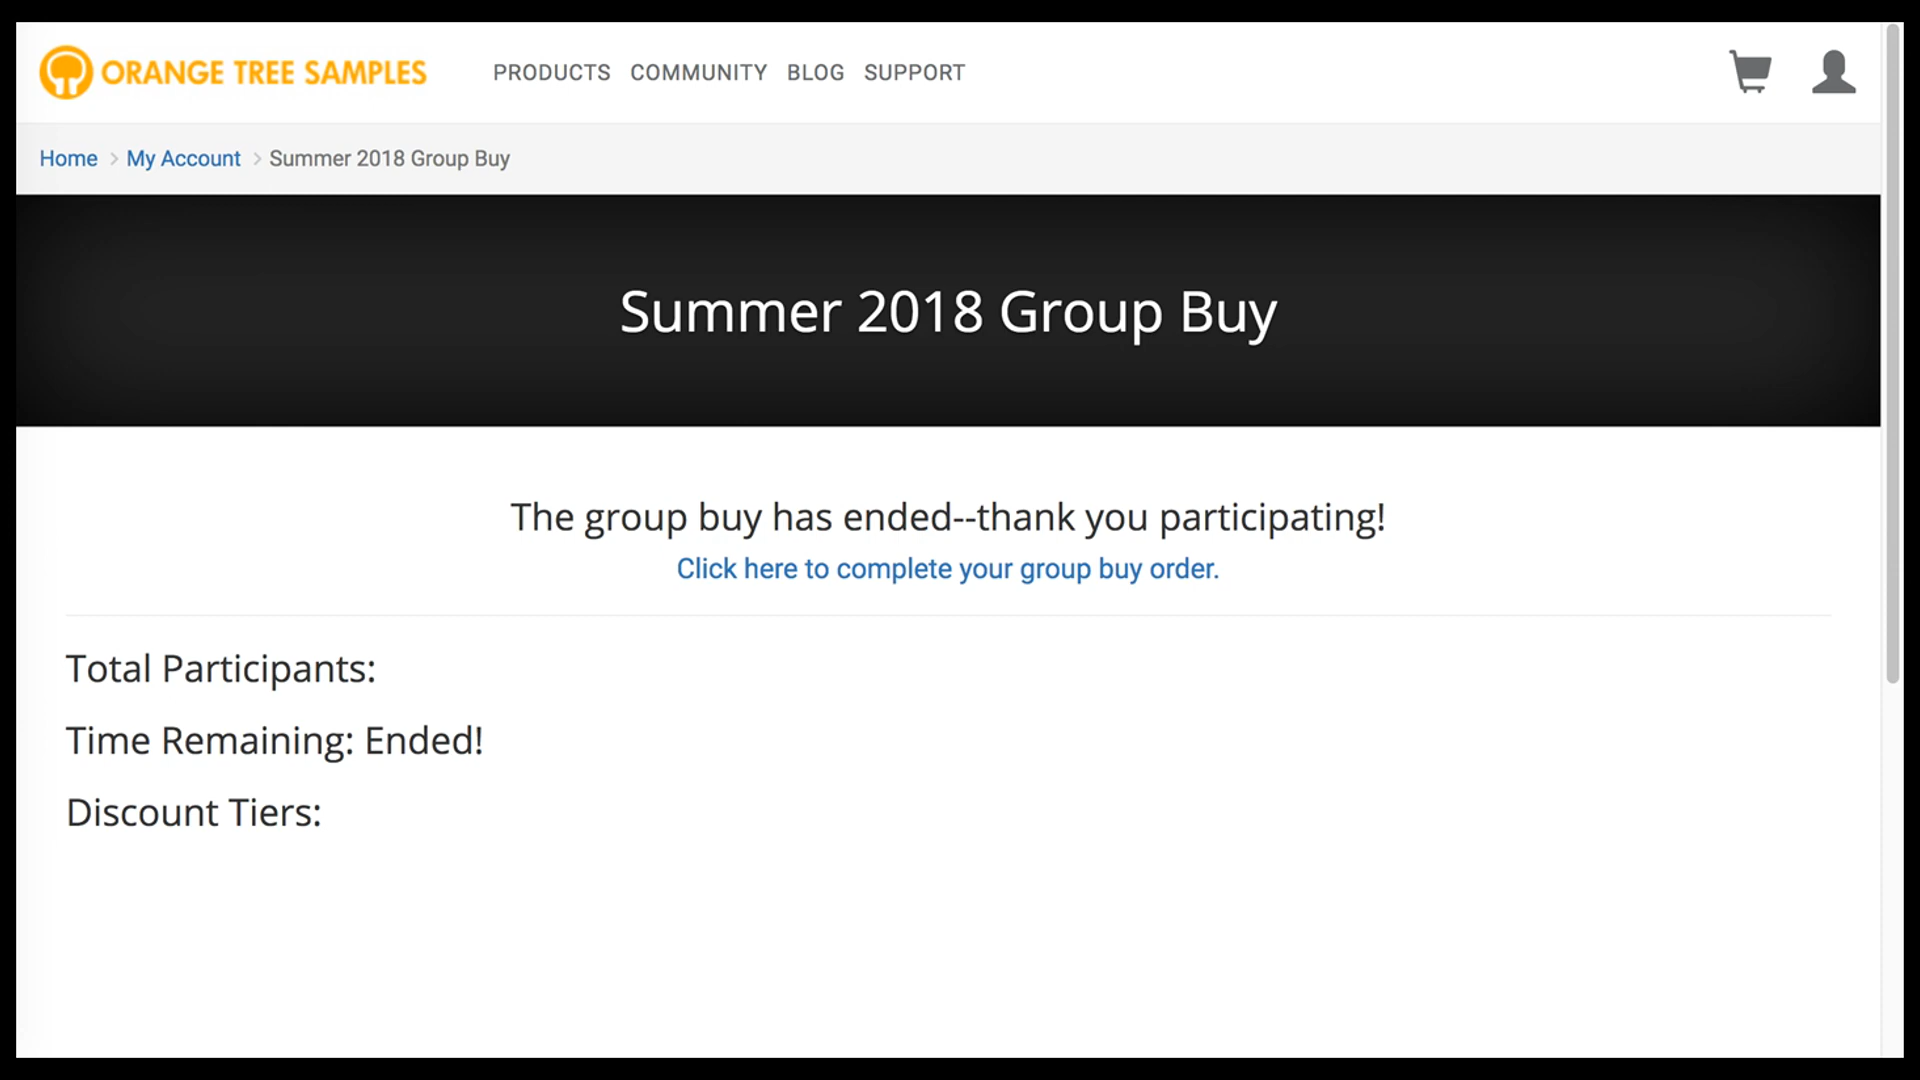 ORANGE TREE SAMPLES PRODUCTS COMMUNITY BLOG SUPPORT
Home > My Account > Summer 2018 Group Buy
Summer 2018 Group Buy
The group buy has ended--thank you participating!
Click here to complete your group buy order.
Total Participants:
Time Remaining: Ended!
Discount Tiers: